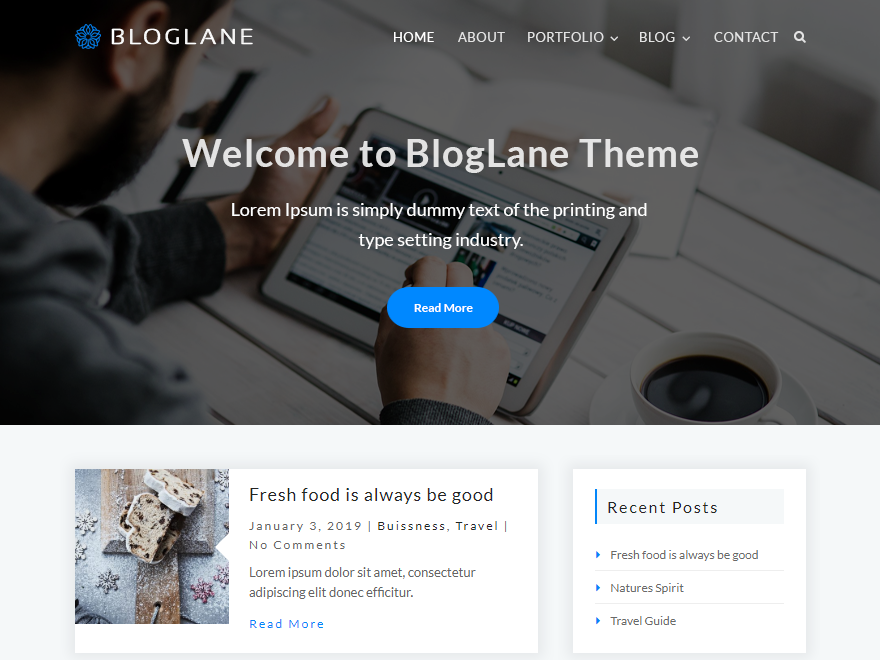 BLOGLANE
HOME ABOUT PORTFOLIO BLOG CONTACT
Welcome to BlogLane Theme
Lorem Ipsum is simply dummy text of the printing and
type setting industry.
Read More
Fresh food is always be good
January 3, 2019 | Buissness, Travel |
No Comments
Lorem ipsum dolor sit amet, consectetur
adipiscing elit donec efficitur.
Read More
Recent Posts
Fresh food is always be good
Natures Spirit
Travel Guide